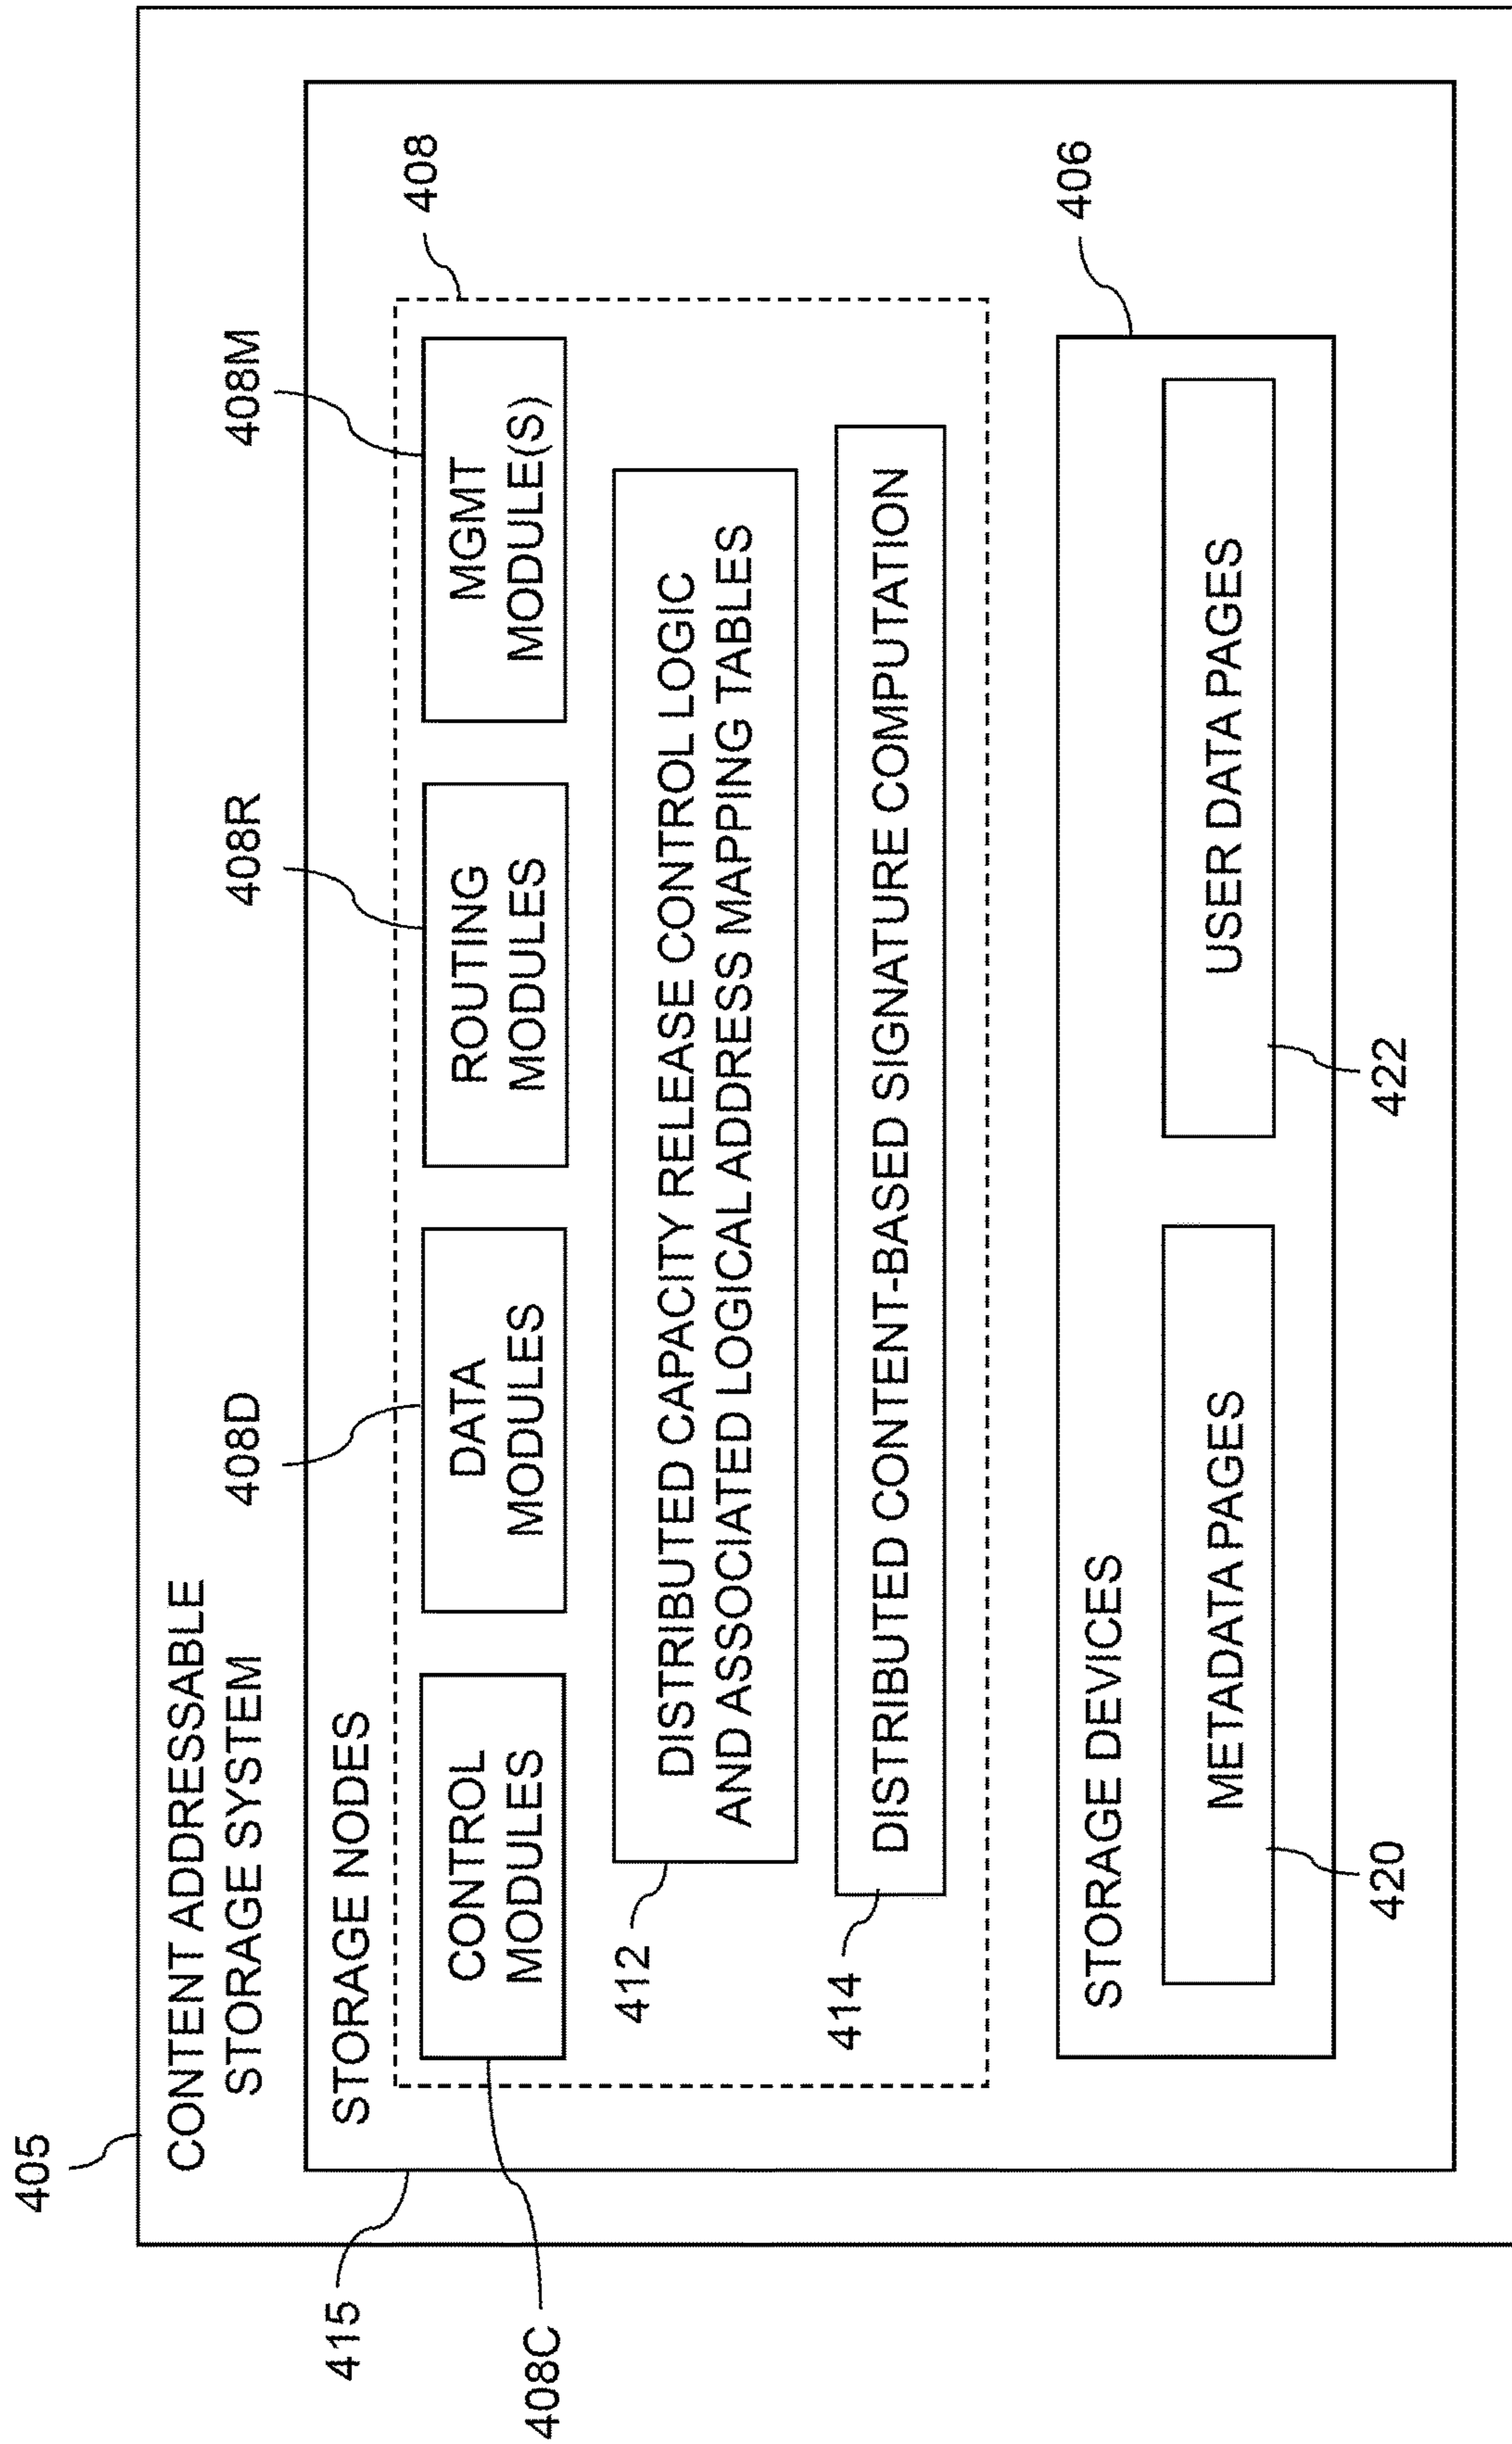 405
CONTENT ADDRESSABLE
STORAGE SYSTEM
408D
408R
408M
415
STORAGE NODES
408
408C
CONTROL
MODULES
DATA
MODULES
ROUTING
MODULES
MGMT
MODULE(S)
412
DISTRIBUTED CAPACITY RELEASE CONTROL LOGIC
AND ASSOCIATED LOGICAL ADDRESS MAPPING TABLES
414
DISTRIBUTED CONTENT-BASED SIGNATURE COMPUTATION
STORAGE DEVICES
406
METADATA PAGES
USER DATA PAGES
420
422